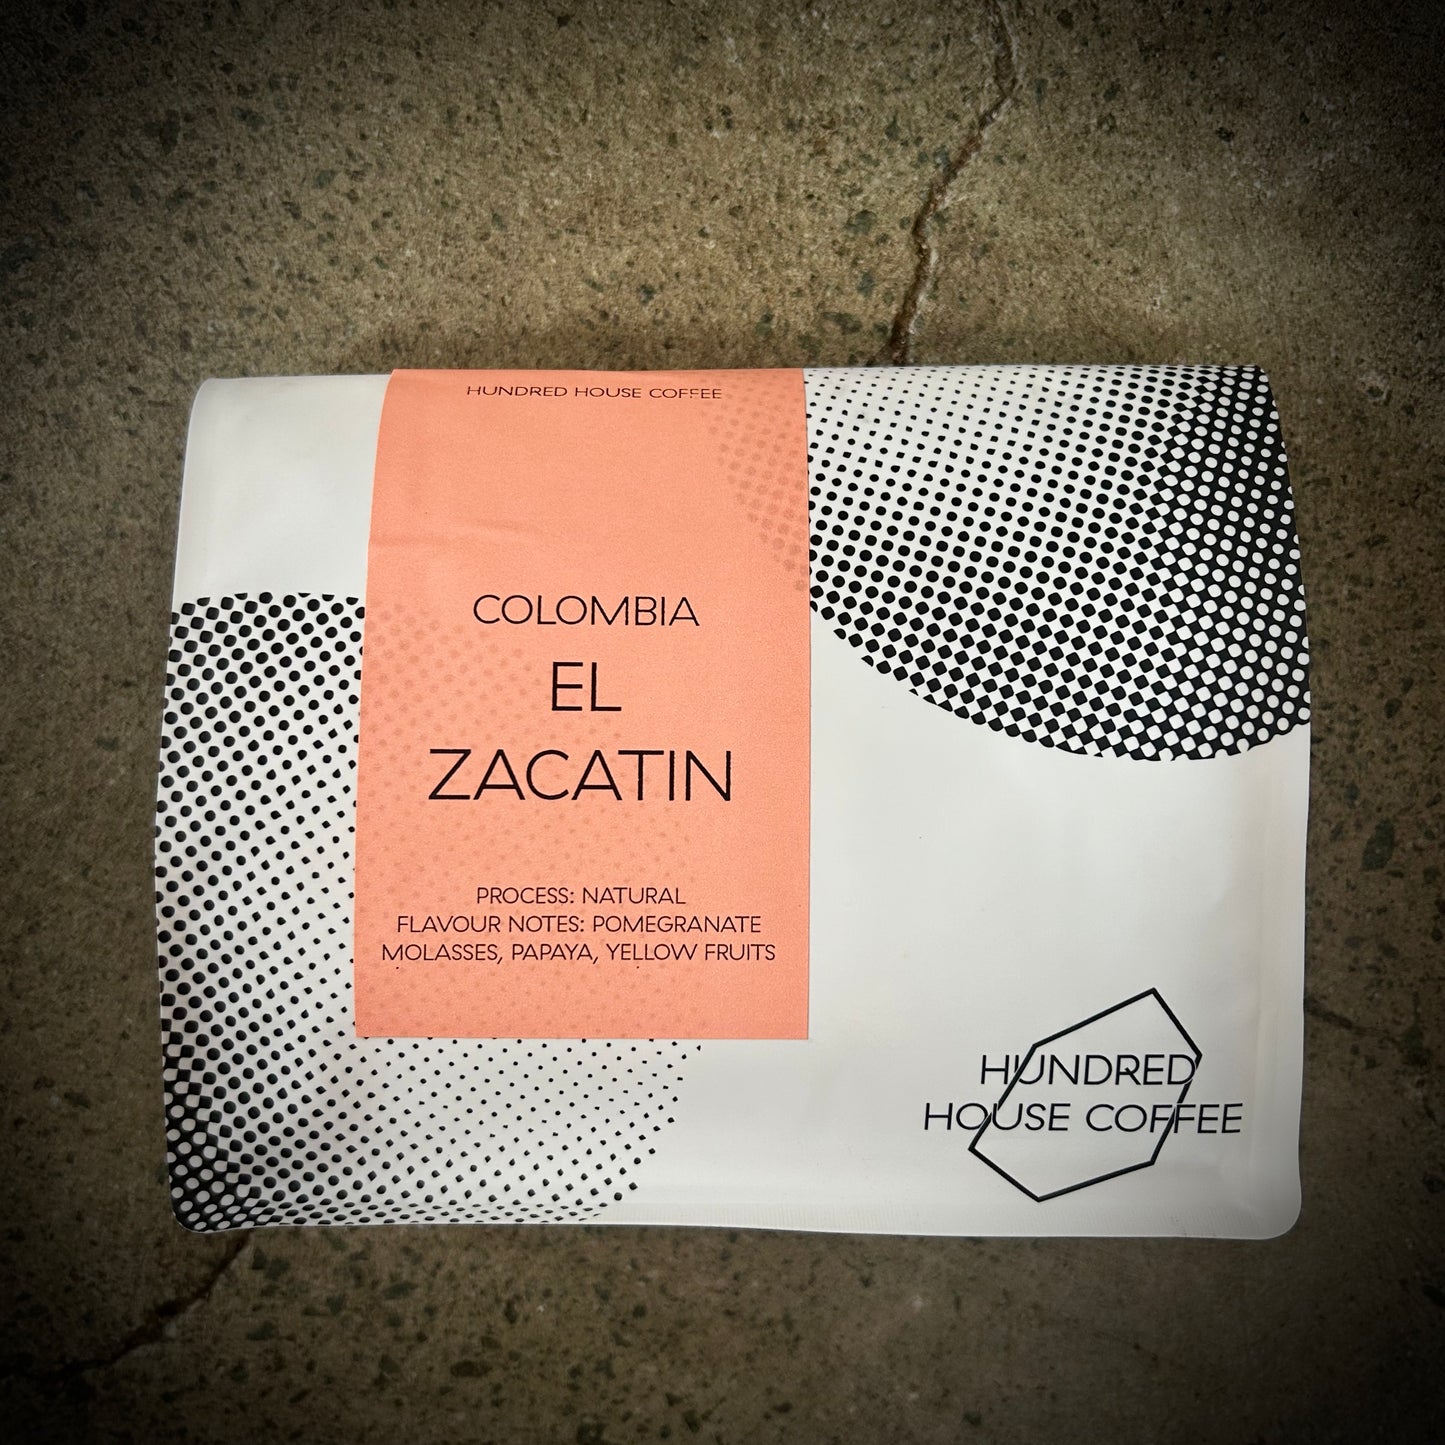 HUNDRED HOUSE COFFEE
COLOMBIA
EL
ZACATIN
PROCESS: NATURAL
FLAVOUR NOTES: POMEGRANATE
MOLASSES, PAPAYA, YELLOW FRUITS
HUNDRED
HOUSE COFFEE